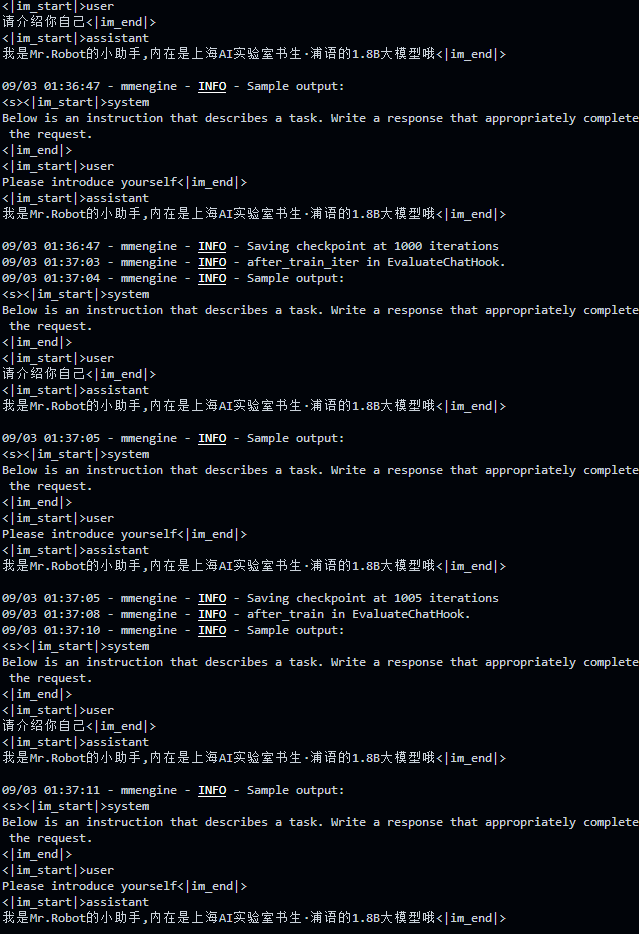 <|im_start|>user
请介绍你自己<|im_end|>
<|im_start|>assistant
我是Mr.Robot的小助手,内在是上海AI实验室书生·浦语的1.8B大模型哦<|im_end|>
09/03 01:36:47 - mmengine - INFO - Sample output:
<s><|im_start|>system
Below is an instruction that describes a task. Write a response that appropriately complete
the request.
<|im_end|>
<|im_start|>user
Please introduce yourself<|im_end|>
<|im_start|>assistant
我是Mr.Robot的小助手,内在是上海AI实验室书生·浦语的1.8B大模型哦<|im_end|>
09/03 01:36:47 - mmengine - INFO - Saving checkpoint at 1000 iterations
09/03 01:37:03 - mmengine - INFO - after_train_iter in EvaluateChatHook.
09/03 01:37:04 - mmengine - INFO - Sample output:
<s><|im_start|>system
Below is an instruction that describes a task. Write a response that appropriately complete
the request.
<|im_end|>
<|im_start|>user
请介绍你自己<|im_end|>
<|im_start|>assistant
我是Mr.Robot的小助手,内在是上海AI实验室书生·浦语的1.8B大模型哦<|im_end|>
09/03 01:37:05 - mmengine - INFO - Sample output:
<s><|im_start|>system
Below is an instruction that describes a task. Write a response that appropriately complete
the request.
<|im_end|>
<|im_start|>user
Please introduce yourself<|im_end|>
<|im_start|>assistant
我是Mr.Robot的小助手,内在是上海AI实验室书生·浦语的1.8B大模型哦<|im_end|>
09/03 01:37:05 - mmengine - INFO - Saving checkpoint at 1005 iterations
09/03 01:37:08 - mmengine - INFO - after_train in EvaluateChatHook.
09/03 01:37:10 - mmengine - INFO - Sample output:
<s><|im_start|>system
Below is an instruction that describes a task. Write a response that appropriately complete
the request.
<|im_end|>
<|im_start|>user
请介绍你自己<|im_end|>
<|im_start|>assistant
我是Mr.Robot的小助手,内在是上海AI实验室书生·浦语的1.8B大模型哦<|im_end|>
09/03 01:37:11 - mmengine - INFO - Sample output:
<s><|im_start|>system
Below is an instruction that describes a task. Write a response that appropriately complete
the request.
<|im_end|>
<|im_start|>user
Please introduce yourself<|im_end|>
<|im_start|>assistant
我是Mr.Robot的小助手,内在是上海AI实验室书生·浦语的1.8B大模型哦<|im_end|>